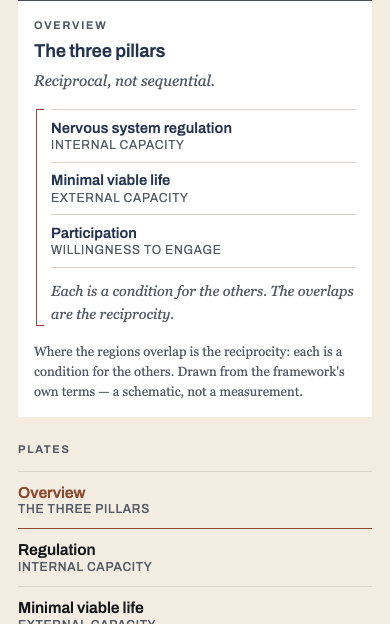 OVERVIEW
The three pillars
Reciprocal, not sequential.
Nervous system regulation
INTERNAL CAPACITY
Minimal viable life
EXTERNAL CAPACITY
Participation
WILLINGNESS TO ENGAGE
Each is a condition for the others. The overlaps
are the reciprocity.
Where the regions overlap is the reciprocity: each is a
condition for the others. Drawn from the framework's
own terms — a schematic, not a measurement.
PLATES
Overview
THE THREE PILLARS
Regulation
INTERNAL CAPACITY
Minimal viable life
EXTERNAL CAPACITY